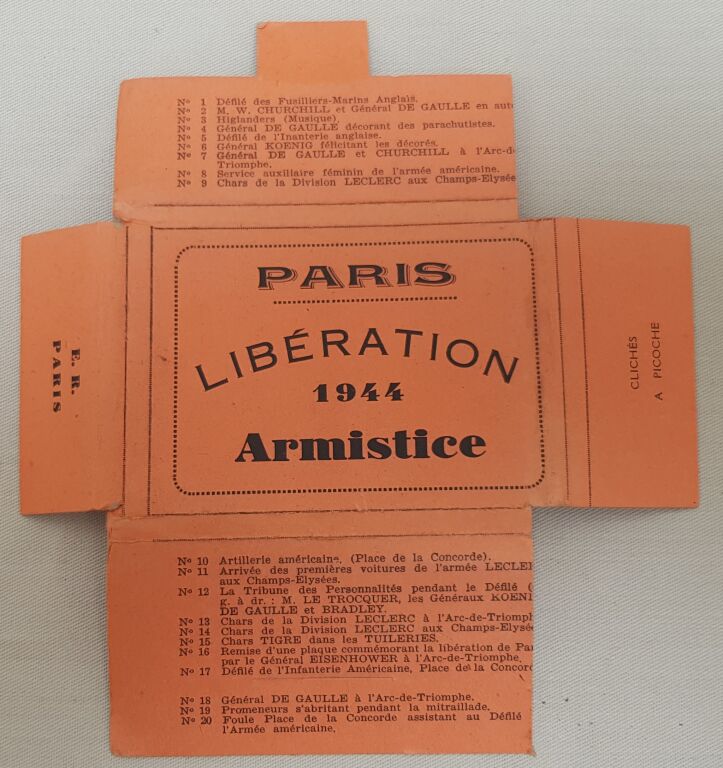 Nº 1 Défilé des Fusilliers-Marins Anglais.
Nº 2 M. W. CHURCHILL et Général DE GAULLE en aut
Nº 3 Higlanders (Musique).
Nº 4 Général DE GAULLE décorant des parachutistes.
Nº 5 Défilé de l'Inanterie anglaise.
Nº 6 Général KOENIG félicitant les décorés.
Nº 7 Général DE GAULLE et CHURCHILL à l'Arc-d
Triomphe.
Nº 8 Service auxiliaire féminin de l'armée américaine.
Nº 9 Chars de la Division LECLERC aux Champs-Elysée
PARIS
LIBÉRATION
1944
Armistice
E. R.
PARIS
CLICHÉS
A PICOCHE
Nº 10 Artillerie américaine. (Place de la Concorde).
Nº 11 Arrivée des premières voitures de l'armée LECLE
aux Champs-Elysées.
Nº 12 La Tribune des Personnalités pendant le Défilé (
g. à dr. : M. LE TROCQUER, les Généraux KOENI
DE GAULLE et BRADLEY.
Nº 13 Chars de la Division LECLERC à l'Arc-de-Triomph
Nº 14 Chars de la Division LECLERC aux Champs-Elysé
Nº 15 Chars TIGRE dans les TUILERIES.
Nº 16 Remise d'une plaque commémorant la libération de Pa
par le Général EISENHOWER à l'Arc-de-Triomphe.
Nº 17 Défilé de l'Infanterie Américaine, Place de la Concor
Nº 18 Général DE GAULLE à l'Arc-de-Triomphe.
Nº 19 Promeneurs s'abritant pendant la mitraillade.
Nº 20 Foule Place de la Concorde assistant au Défilé
l'Armée américaine.